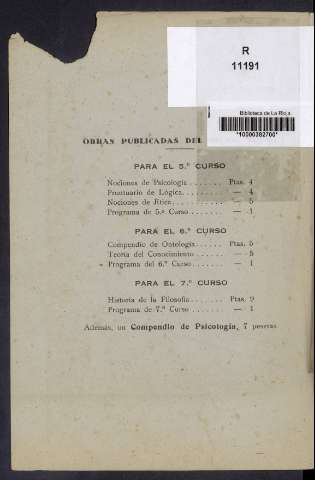 R
11191
Biblioteca de La Rioja
*10000382700*
OBRAS PUBLICADAS DEL
PARA EL 5.º CURSO
Nociones de Psicología....... Ptas. 4
Prontuario de Lógica......... — 4
Nociones de Etica............ — 5
Programa de 5.º Curso........ — 1
PARA EL 6.º CURSO
Compendio de Ontología...... Ptas. 5
Teoría del Conocimiento...... — 5
Programa del 6.º Curso....... — 1
PARA EL 7.º CURSO
Historia de la Filosofía....... Ptas. 9
Programa de 7.º Curso....... — 1
Además, un Compendio de Psicología, 7 pesetas